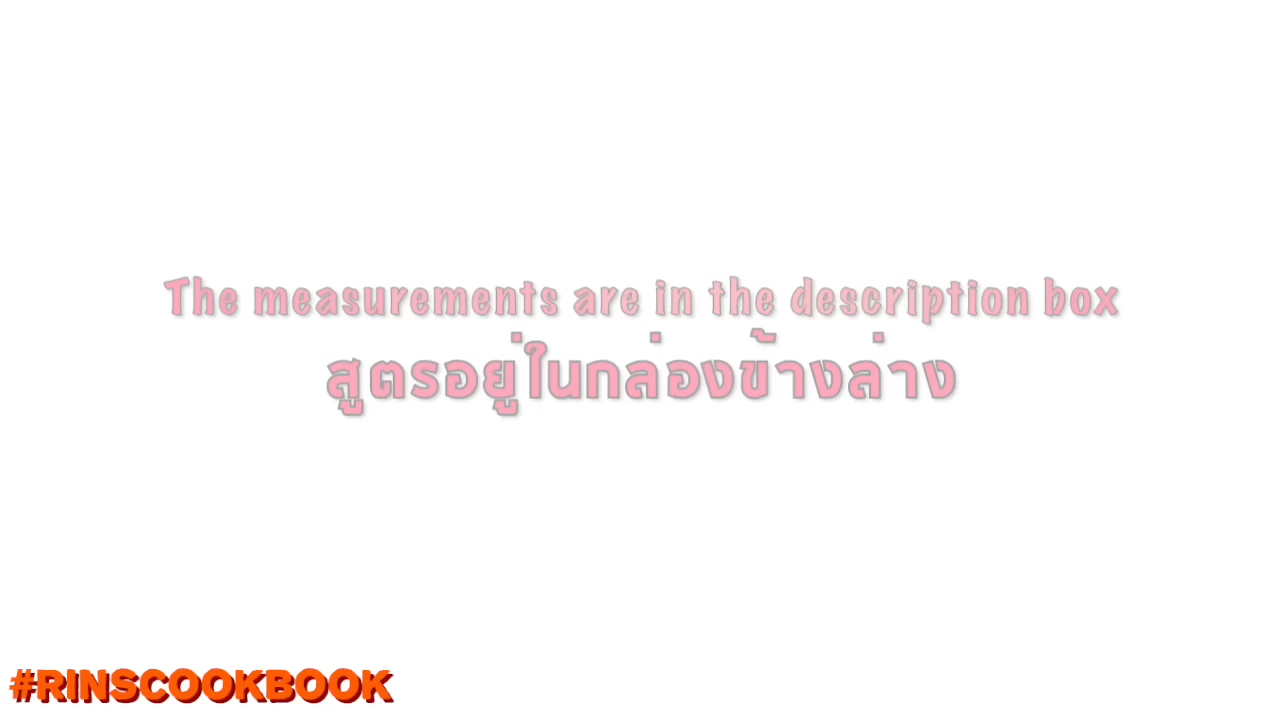 The measurements are in the description box
สูตรอยู่ในกล่องข้างล่าง
#RINSCOOKBOOK